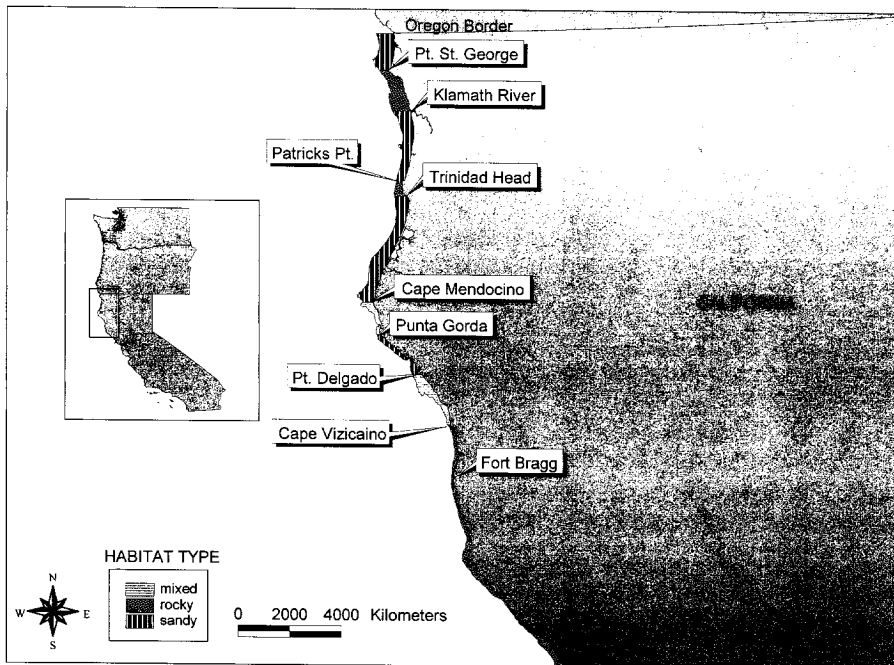 Oregon Border
Pt. St. George
Klamath River
Patricks Pt.
Trinidad Head
Cape Mendocino
CALIFORNIA
Punta Gorda
Pt. Delgado
Cape Vizicaino
Fort Bragg
HABITAT TYPE
mixed
rocky
sandy
N
W
E
S
0 2000 4000 Kilometers